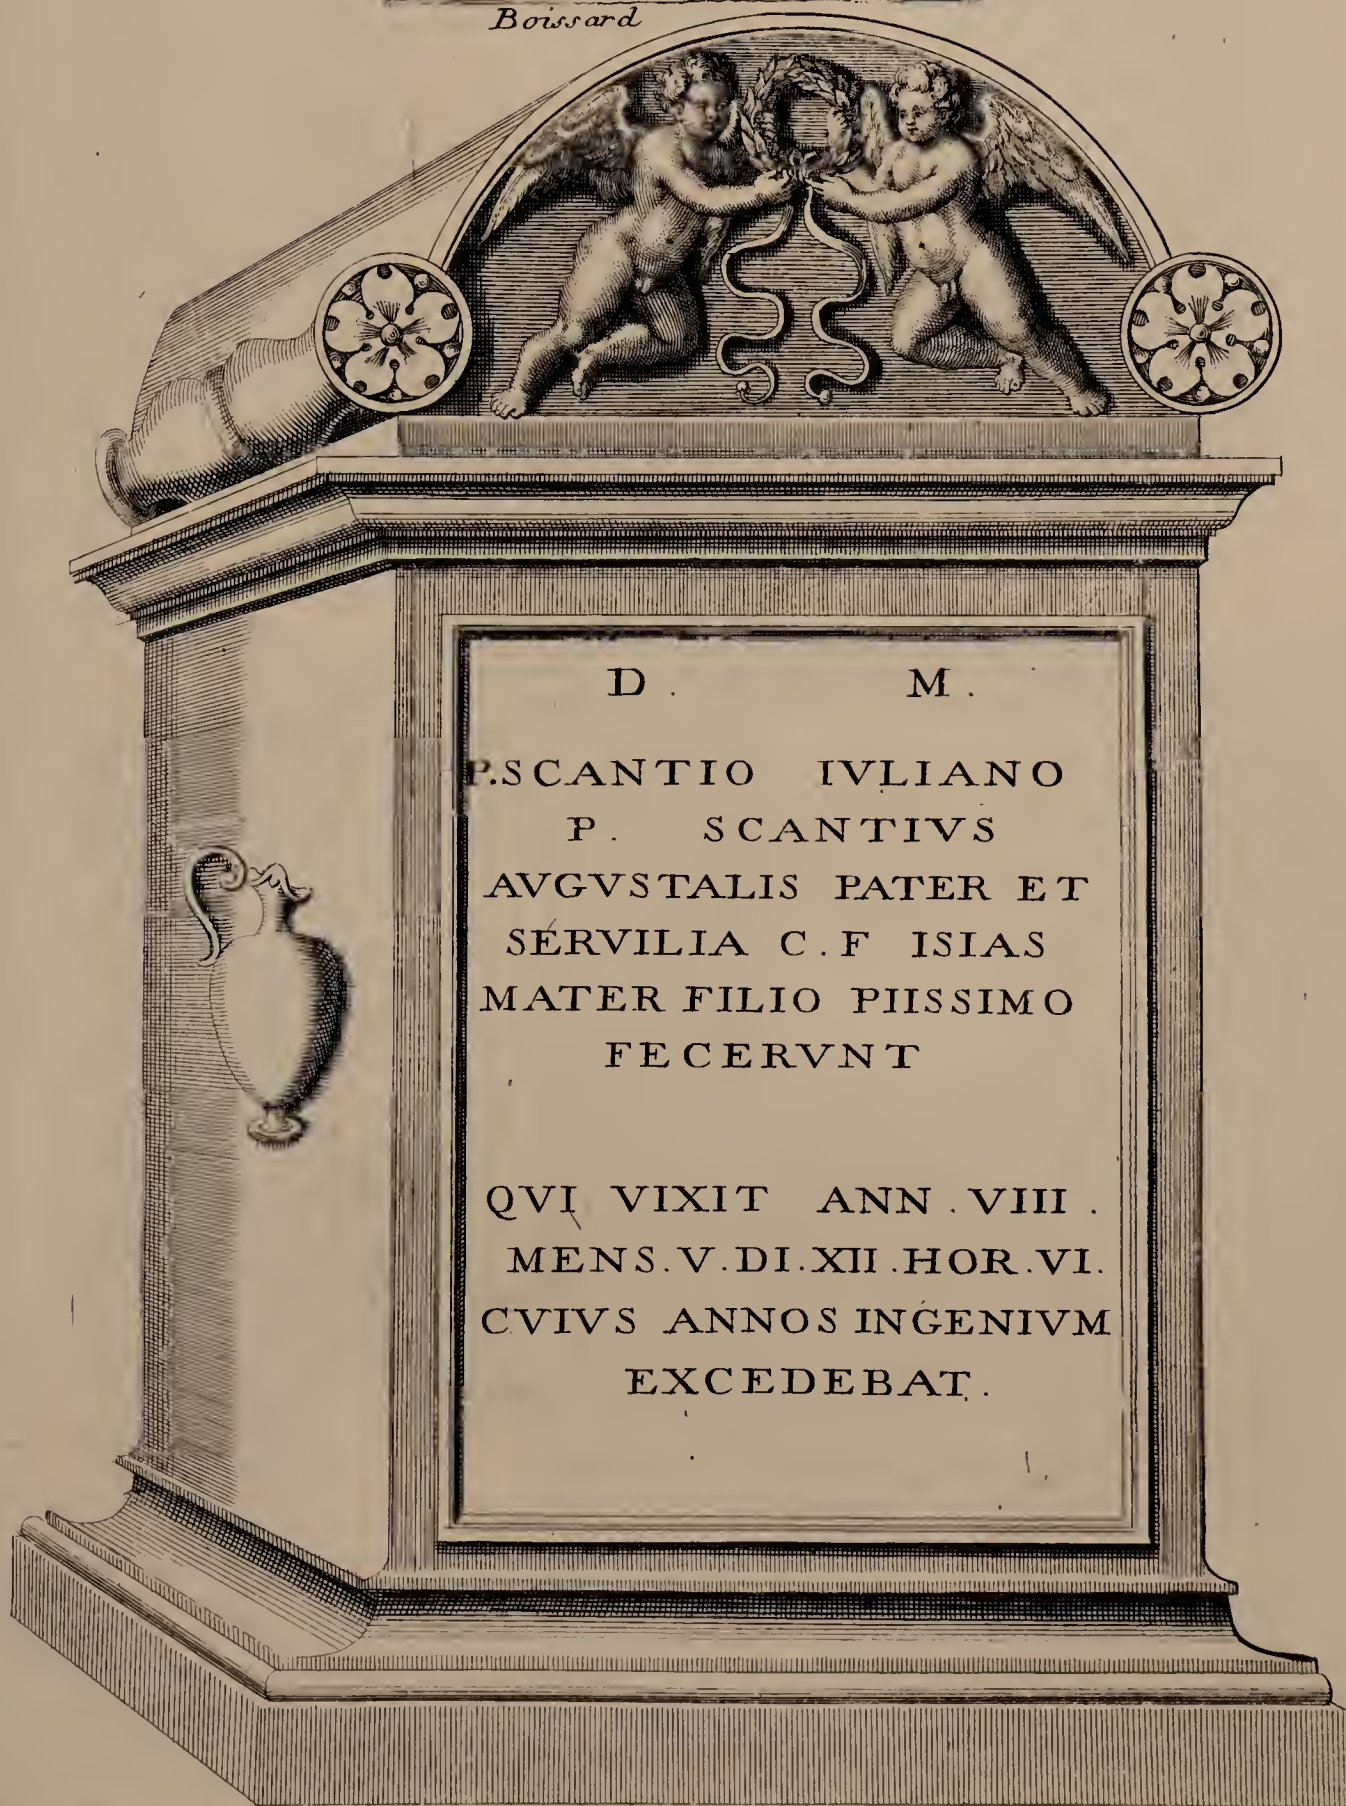 Boissard
D . M .
P.SCANTIO IVLIANO
P. SCANTIVS
AVGVSTALIS PATER ET
SERVILIA C.F ISIAS
MATER FILIO PIISSIMO
FECERVNT
QVI VIXIT ANN . VIII .
MENS.V.DI.XII.HOR.VI.
CVIVS ANNOS INGENIVM
EXCEDEBAT.